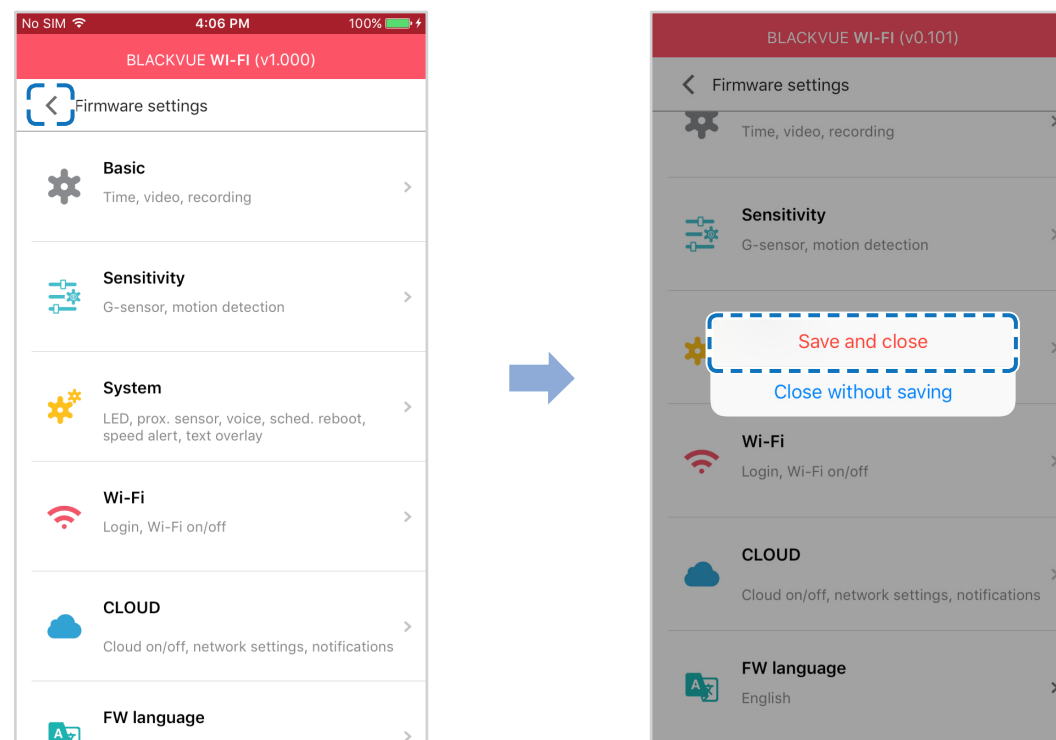 No SIM 4:06 PM 100%
BLACKVUE WI-FI (v1.000)
Firmware settings
Basic
Time, video, recording
Sensitivity
G-sensor, motion detection
System
LED, prox. sensor, voice, sched. reboot,
speed alert, text overlay
Wi-Fi
Login, Wi-Fi on/off
CLOUD
Cloud on/off, network settings, notifications
FW language
A
BLACKVUE WI-FI (v0.101)
Firmware settings
Time, video, recording
Sensitivity
G-sensor, motion detection
Save and close
Close without saving
Wi-Fi
Login, Wi-Fi on/off
CLOUD
Cloud on/off, network settings, notifications
FW language
A
English